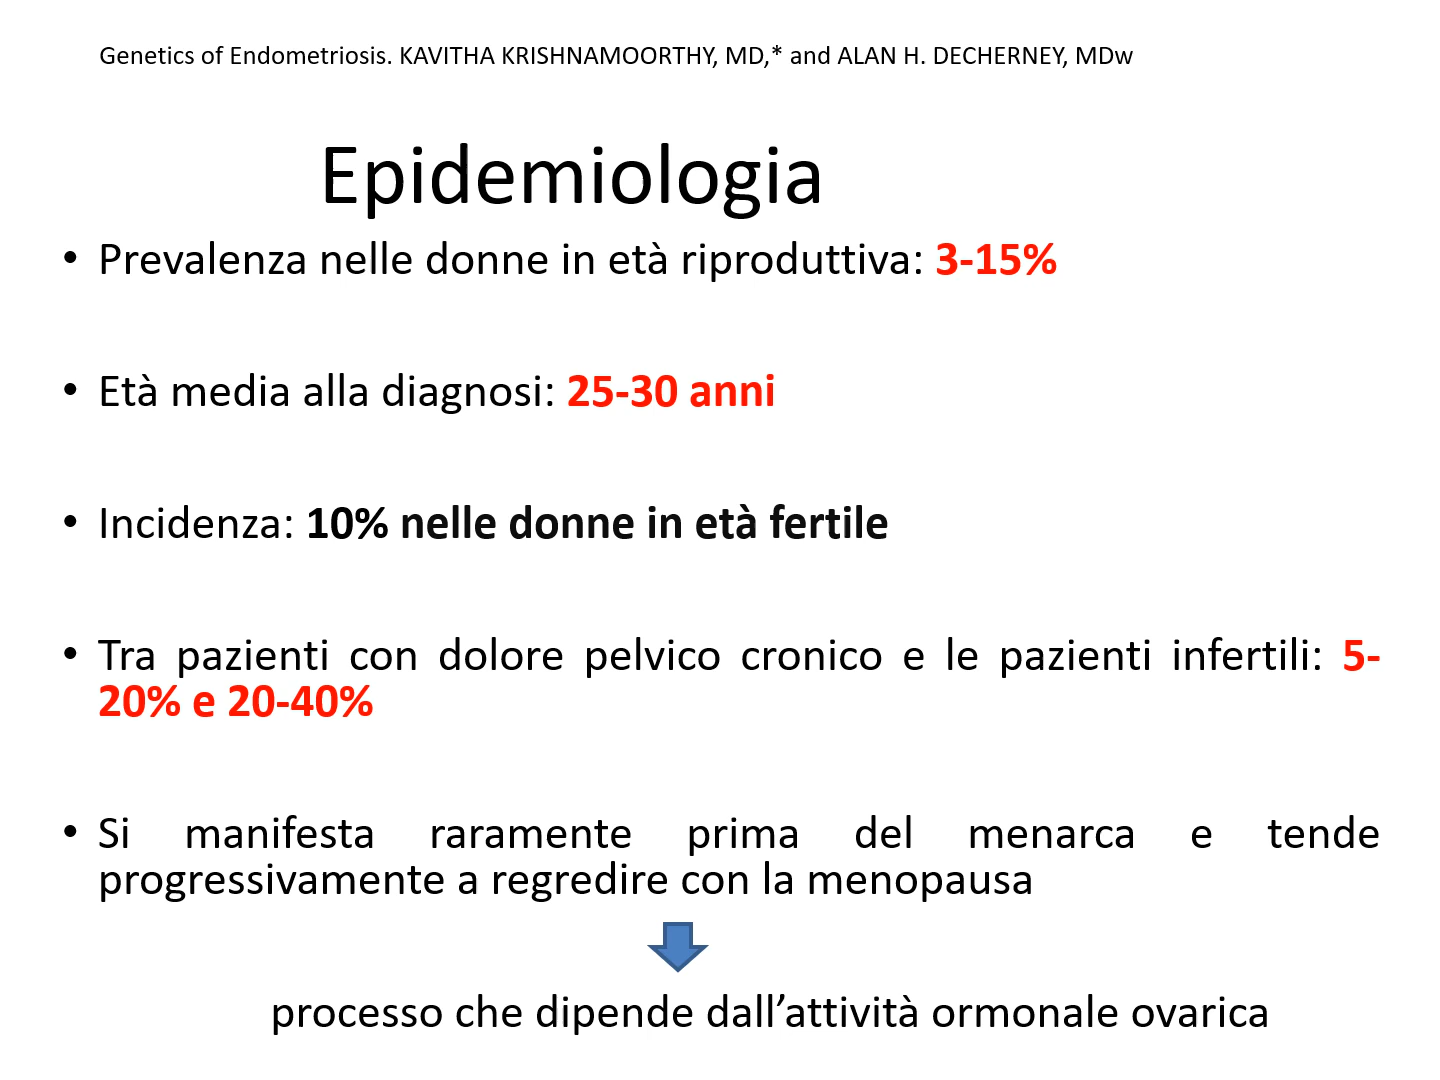 Genetics of Endometriosis. KAVITHA KRISHNAMOORTHY, MD,* and ALAN H. DECHERNEY, MDw
Epidemiologia
• Prevalenza nelle donne in età riproduttiva: 3-15%
• Età media alla diagnosi: 25-30 anni
• Incidenza: 10% nelle donne in età fertile
• Tra pazienti con dolore pelvico cronico e le pazienti infertili: 5-
20% e 20-40%
• Si manifesta raramente prima del menarca e tende
progressivamente a regredire con la menopausa
processo che dipende dall’attività ormonale ovarica